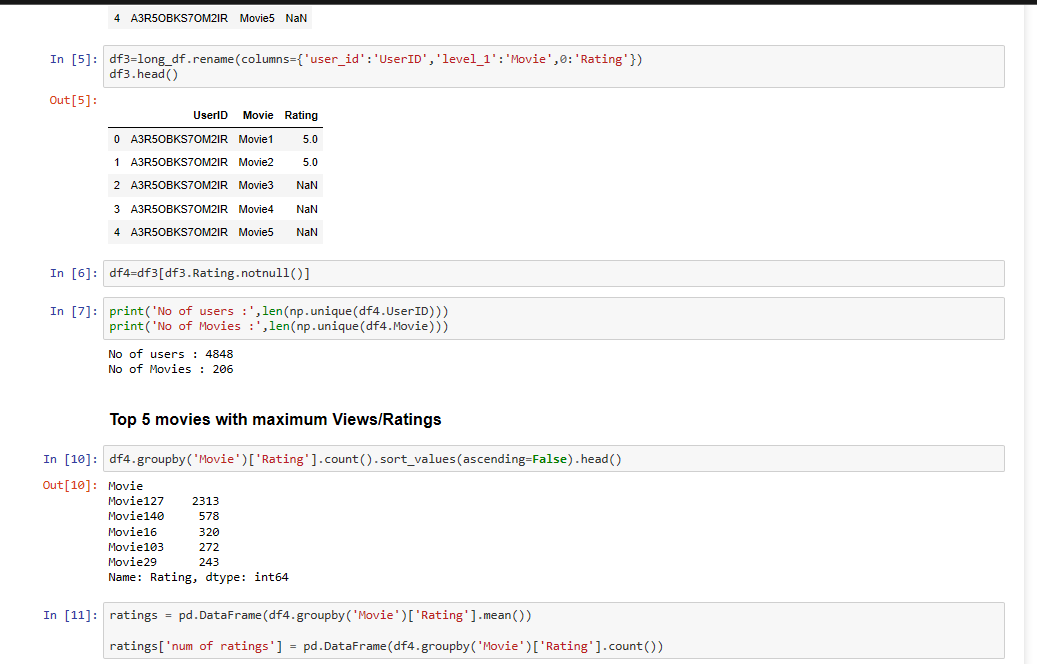 4 A3R5OBKS7OM2IR Movie5 NaN
In [5]: df3=long_df.rename(columns={'user_id':'UserID','level_1':'Movie',0:'Rating'})
df3.head()
Out[5]:
UserID Movie Rating
0 A3R5OBKS7OM2IR Movie1 5.0
1 A3R5OBKS7OM2IR Movie2 5.0
2 A3R5OBKS7OM2IR Movie3 NaN
3 A3R5OBKS7OM2IR Movie4 NaN
4 A3R5OBKS7OM2IR Movie5 NaN
In [6]: df4=df3[df3.Rating.notnull()]
In [7]: print('No of users :',len(np.unique(df4.UserID)))
print('No of Movies :',len(np.unique(df4.Movie)))
No of users : 4848
No of Movies : 206
Top 5 movies with maximum Views/Ratings
In [10]: df4.groupby('Movie')['Rating'].count().sort_values(ascending=False).head()
Out[10]: Movie
Movie127 2313
Movie140 578
Movie16 320
Movie103 272
Movie29 243
Name: Rating, dtype: int64
In [11]: ratings = pd.DataFrame(df4.groupby('Movie')['Rating'].mean())
ratings['num of ratings'] = pd.DataFrame(df4.groupby('Movie')['Rating'].count())